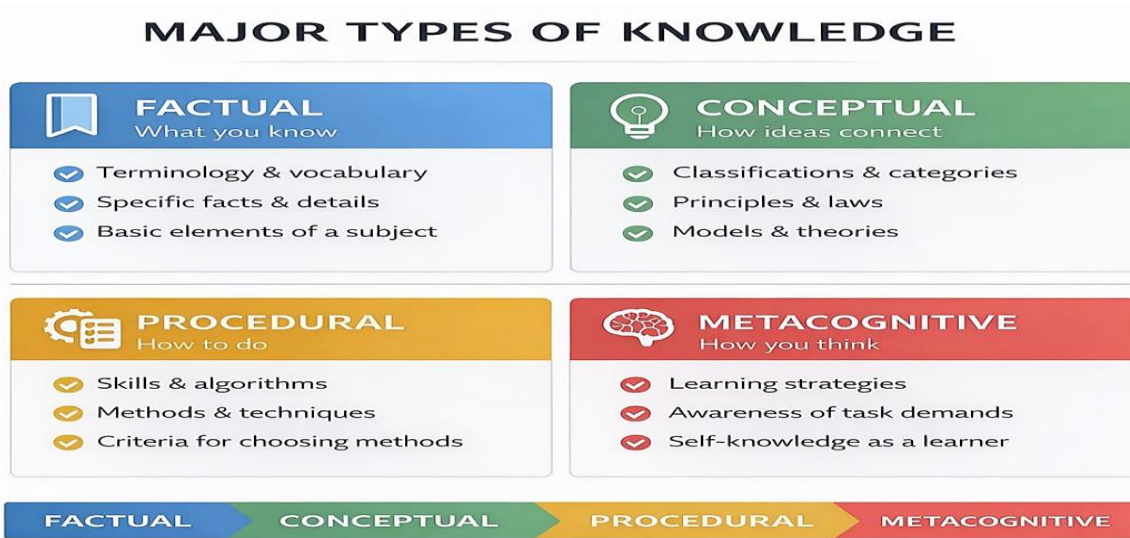 MAJOR TYPES OF KNOWLEDGE
FACTUAL
What you know
Terminology & vocabulary
Specific facts & details
Basic elements of a subject
CONCEPTUAL
How ideas connect
Classifications & categories
Principles & laws
Models & theories
PROCEDURAL
How to do
Skills & algorithms
Methods & techniques
Criteria for choosing methods
METACOGNITIVE
How you think
Learning strategies
Awareness of task demands
Self-knowledge as a learner
FACTUAL
CONCEPTUAL
PROCEDURAL
METACOGNITIVE